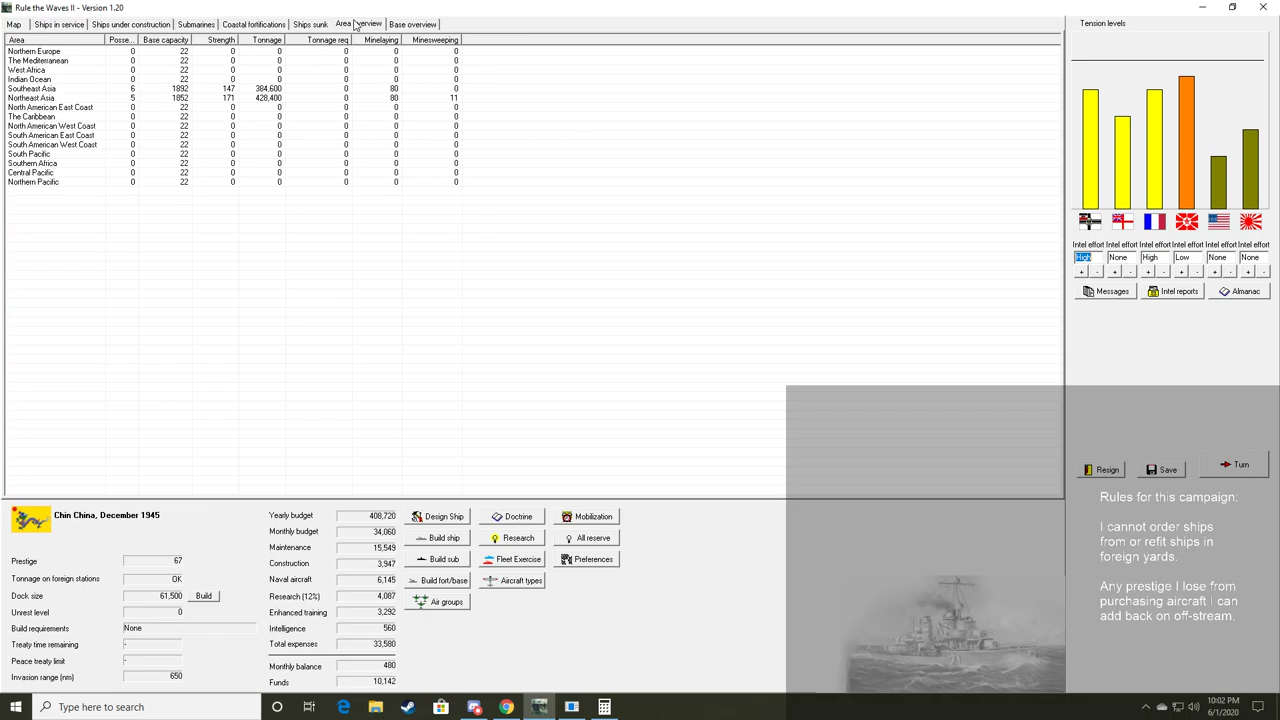 Rule the Waves II - Version 1.20
Map Ships in service Ships under construction Submarines Coastal fortifications Ships sunk Area overview Base overview
Area Posse... Base capacity Strength Tonnage Tonnage req Minelaying Minesweeping
Northern Europe 0 22 0 0 0 0 0
The Mediterranean 0 22 0 0 0 0 0
West Africa 0 22 0 0 0 0 0
Indian Ocean 0 22 0 0 0 0 0
Southeast Asia 6 1892 147 384,600 0 80 0
Northeast Asia 5 1852 171 428,400 0 80 11
North American East Coast 0 22 0 0 0 0 0
The Caribbean 0 22 0 0 0 0 0
North American West Coast 0 22 0 0 0 0 0
South American East Coast 0 22 0 0 0 0 0
South American West Coast 0 22 0 0 0 0 0
South Pacific 0 22 0 0 0 0 0
Southern Africa 0 22 0 0 0 0 0
Central Pacific 0 22 0 0 0 0 0
Northern Pacific 0 22 0 0 0 0 0
Tension levels
Intel effort Intel effort Intel effort Intel effort Intel effort Intel effort
High None High Low None None
+ - + - + - + - + - + -
Messages Intel reports Almanac
Resign Save Turn
Rules for this campaign:
I cannot order ships
from or refit ships in
foreign yards.
Any prestige I lose from
purchasing aircraft I can
add back on off-stream.
Chin China, December 1945
Prestige 67
Tonnage on foreign stations OK
Dock size 61,500 Build
Unrest level 0
Build requirements None
Treaty time remaining -
Peace treaty limit -
Invasion range (nm) 650
Yearly budget 408,720
Monthly budget 34,060
Maintenance 15,549
Construction 3,947
Naval aircraft 6,145
Research (12%) 4,087
Enhanced training 3,292
Intelligence 560
Total expenses 33,580
Monthly balance 480
Funds 10,142
Design Ship Doctrine Mobilization
Build ship Research All reserve
Build sub Fleet Exercise Preferences
Build fort/base Aircraft types
Air groups
Type here to search
10:02 PM
6/1/2020